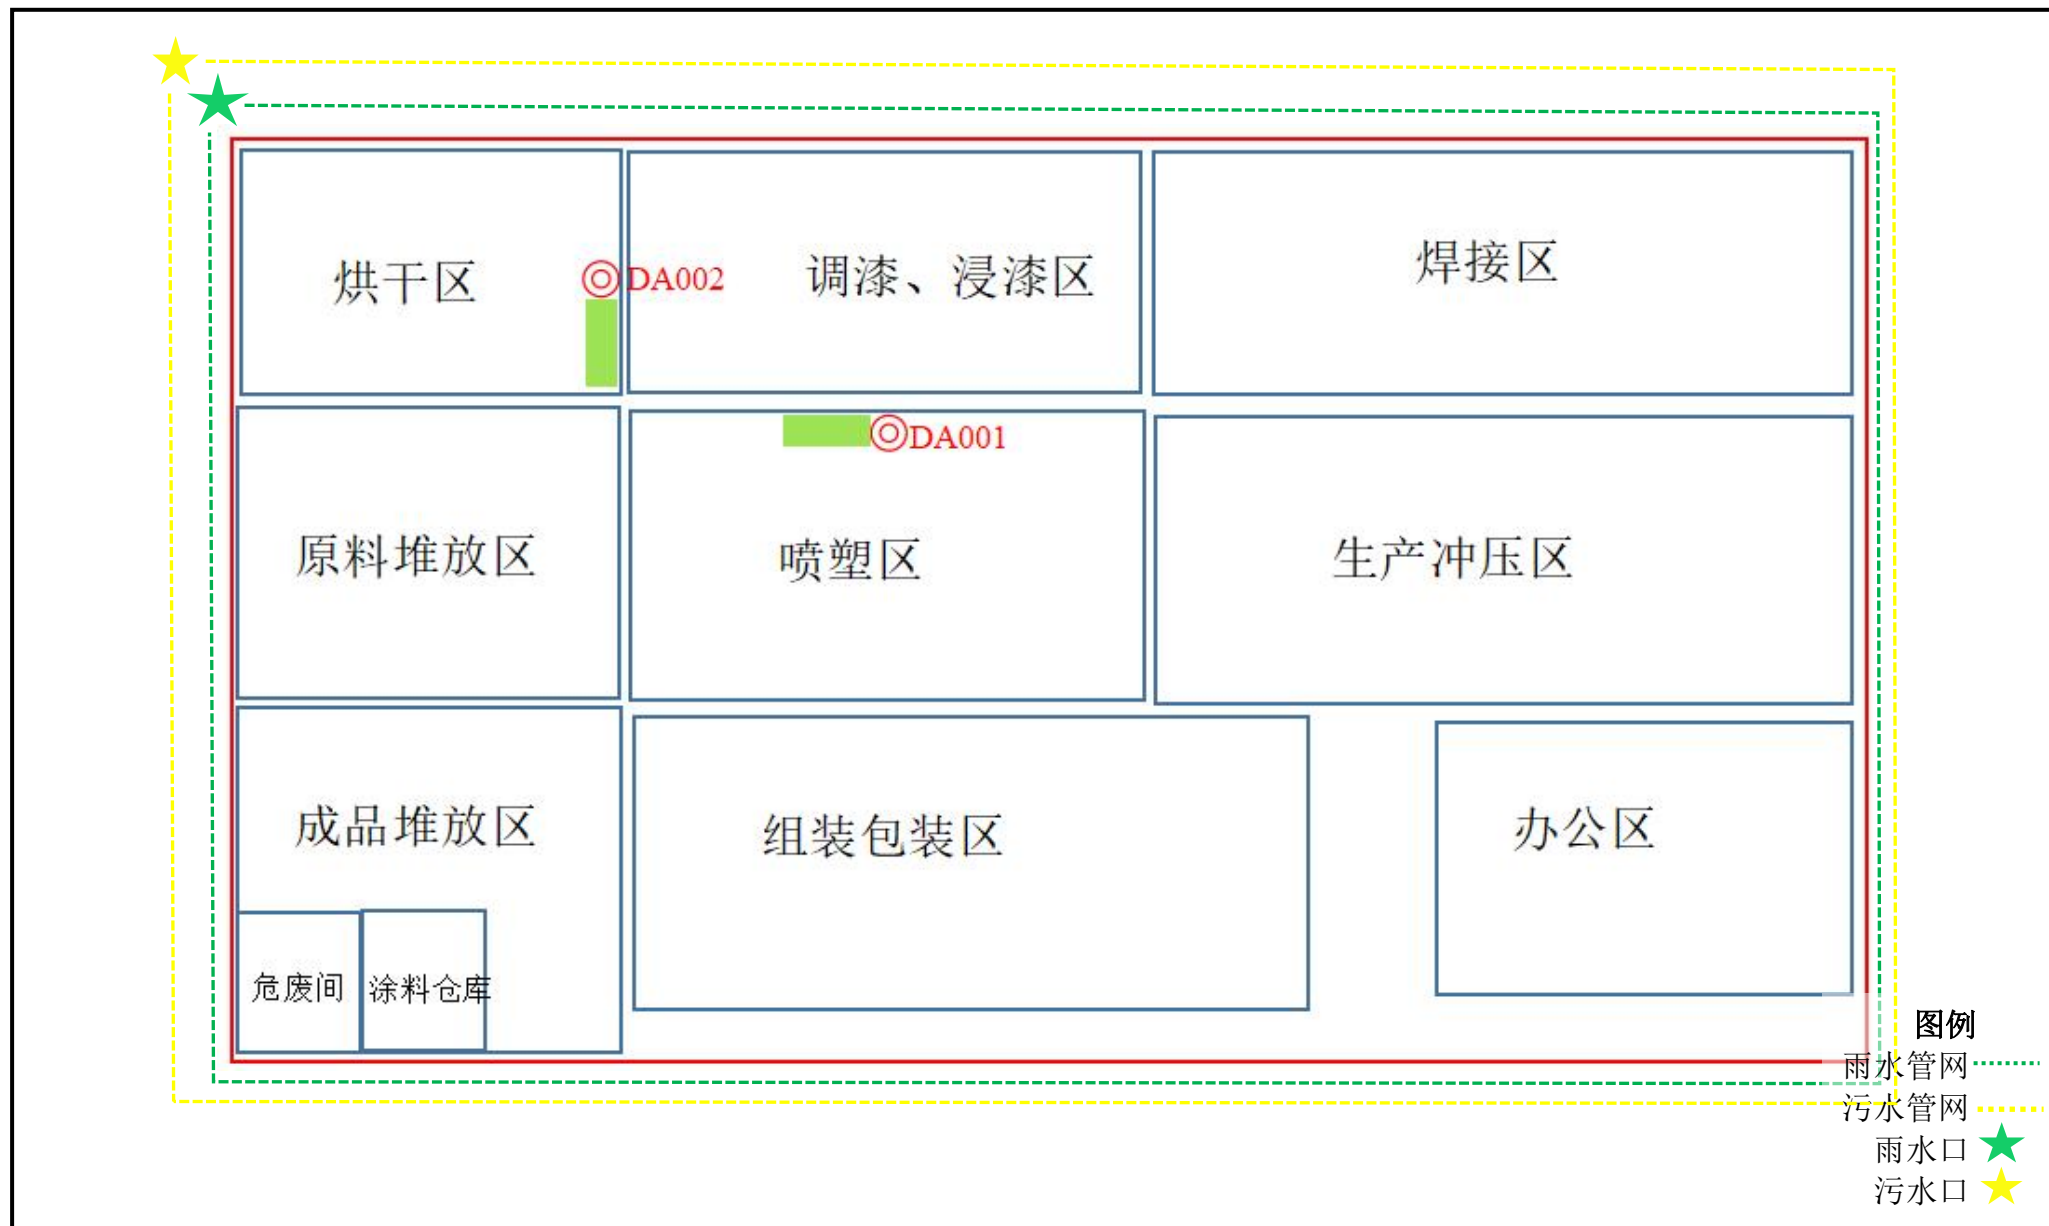 烘干区
DA002
调漆、浸漆区
焊接区
DA001
原料堆放区
喷塑区
生产冲压区
成品堆放区
组装包装区
办公区
危废间
涂料仓库
图例
雨水管网
污水管网
雨水口
污水口